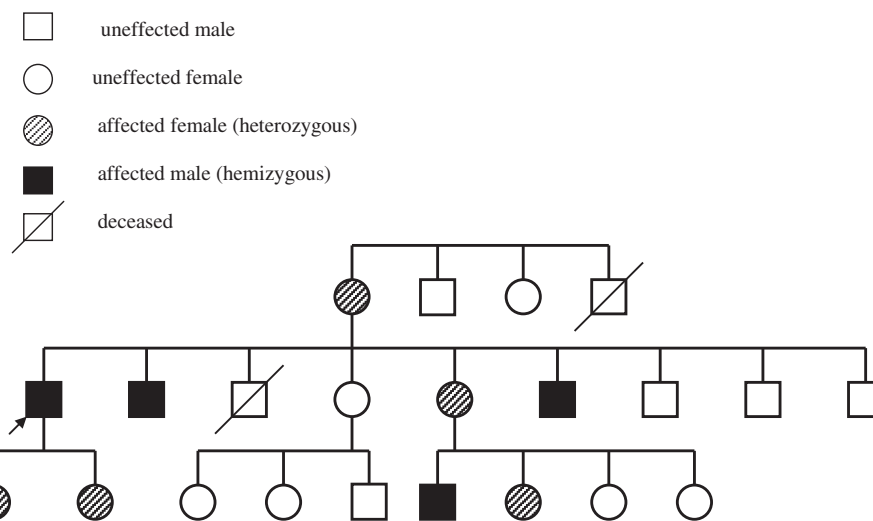 uneffected male
uneffected female
affected female (heterozygous)
affected male (hemizygous)
deceased